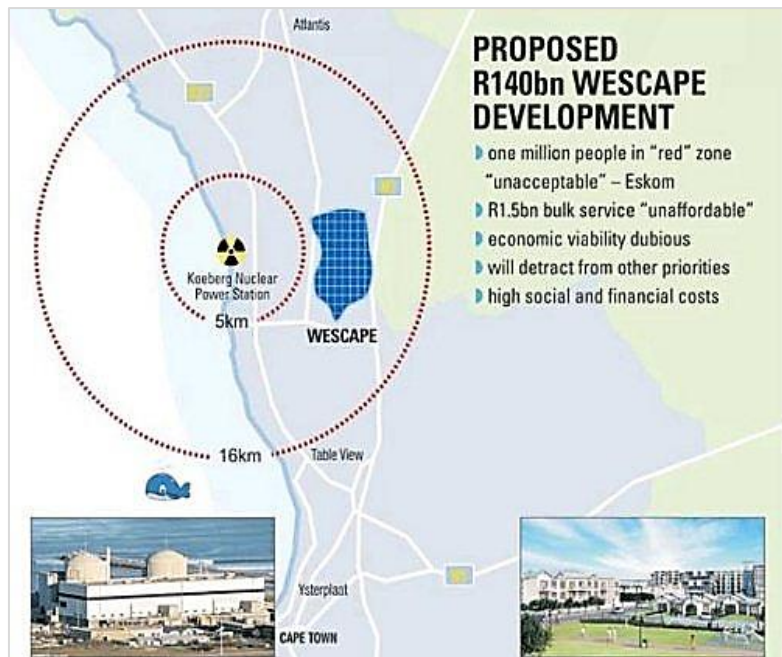 Atlantis
PROPOSED
R140bn WESCAPE
DEVELOPMENT
one million people in "red" zone
"unacceptable" – Eskom
R1.5bn bulk service "unaffordable"
economic viability dubious
will detract from other priorities
high social and financial costs
Koeberg Nuclear
Power Station
5km
WESCAPE
16km
Table View
Ysterplaat
CAPE TOWN